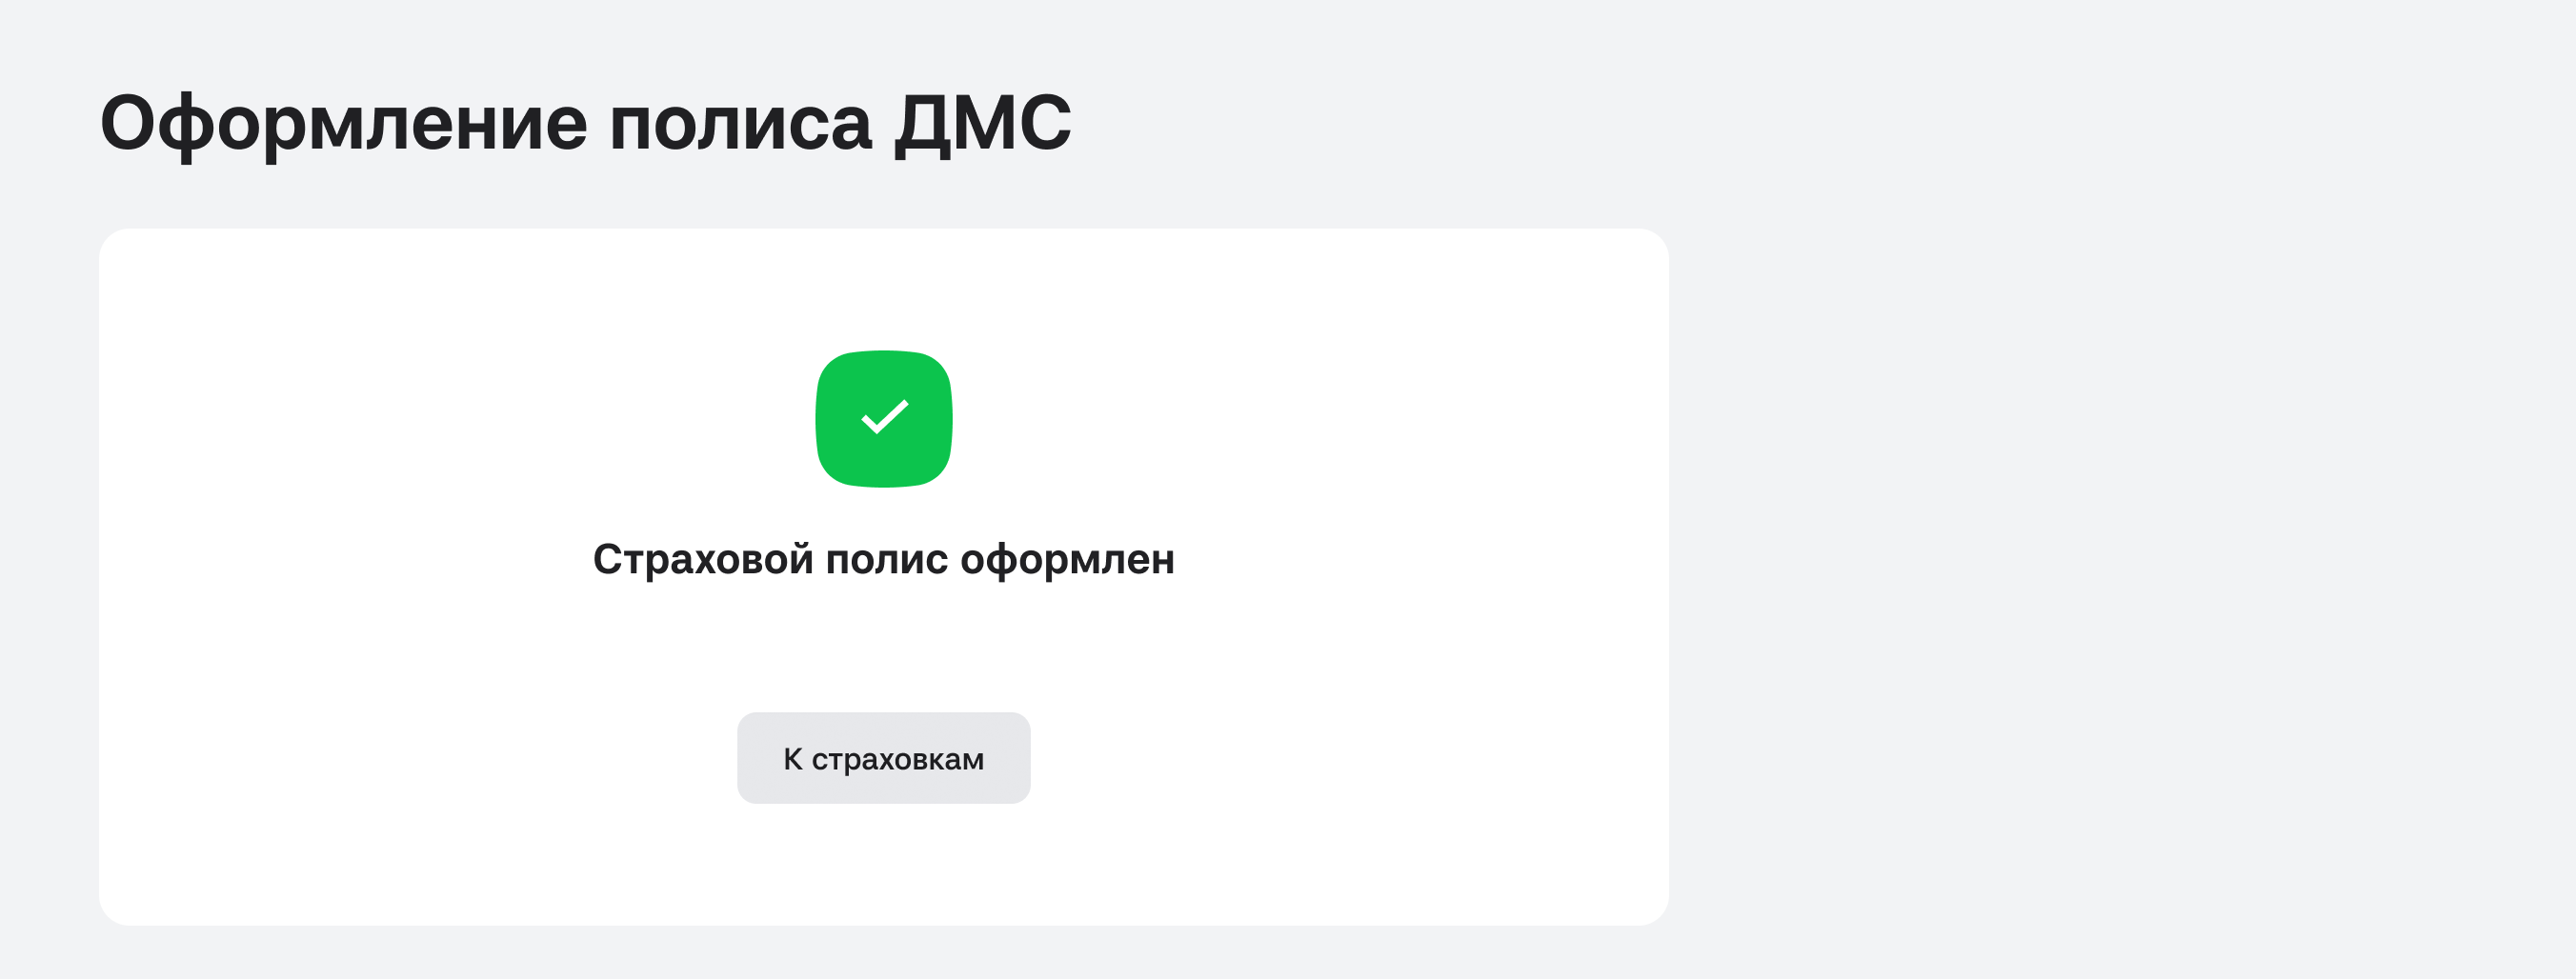 Оформление полиса ДМС
Страховой полис оформлен
К страховкам